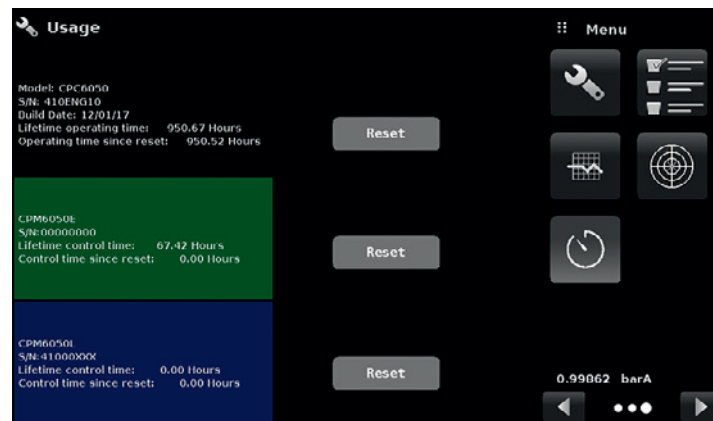 Usage
Menu
Model: CPC6050
S/N: 410ENG10
Build Date: 12/01/17
Lifetime operating time: 950.67 Hours
Operating time since reset: 950.52 Hours
Reset
CPM6050E
S/N:00000000
Lifetime control time: 67.42 Hours
Control time since reset: 0.00 Hours
Reset
CPM6050L
S/N:41000XXX
Lifetime control time: 0.00 Hours
Control time since reset: 0.00 Hours
Reset
0.99862 barA